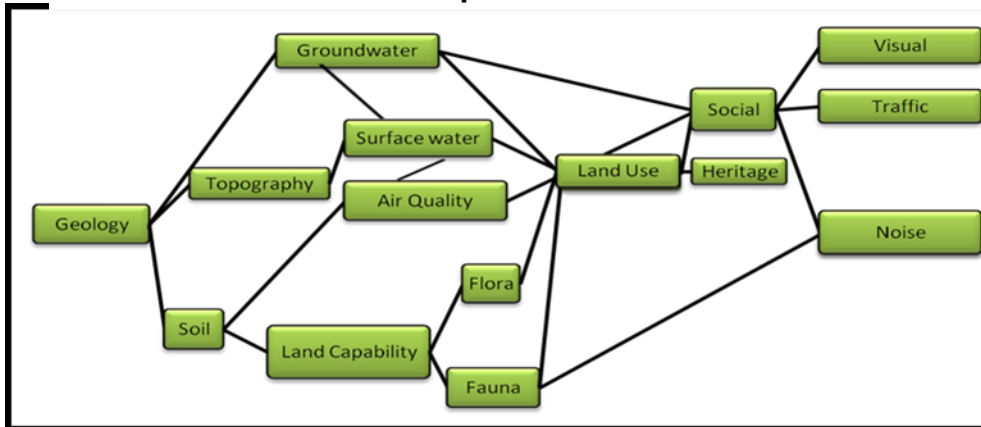 Groundwater
Visual
Social
Traffic
Surface water
Land Use
Heritage
Topography
Air Quality
Geology
Noise
Flora
Soil
Land Capability
Fauna